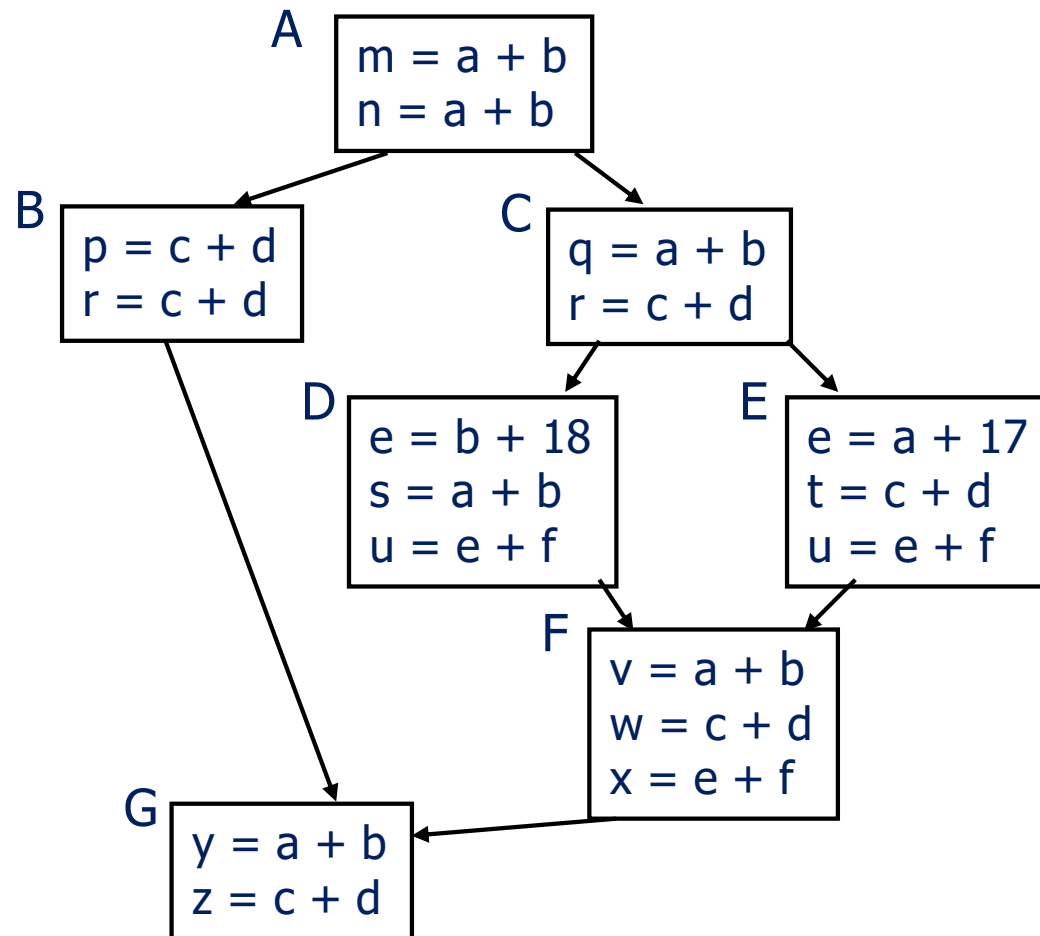 A
m = a + b
n = a + b
B
p = c + d
r = c + d
C
q = a + b
r = c + d
D
e = b + 18
s = a + b
u = e + f
E
e = a + 17
t = c + d
u = e + f
F
v = a + b
w = c + d
x = e + f
G
y = a + b
z = c + d